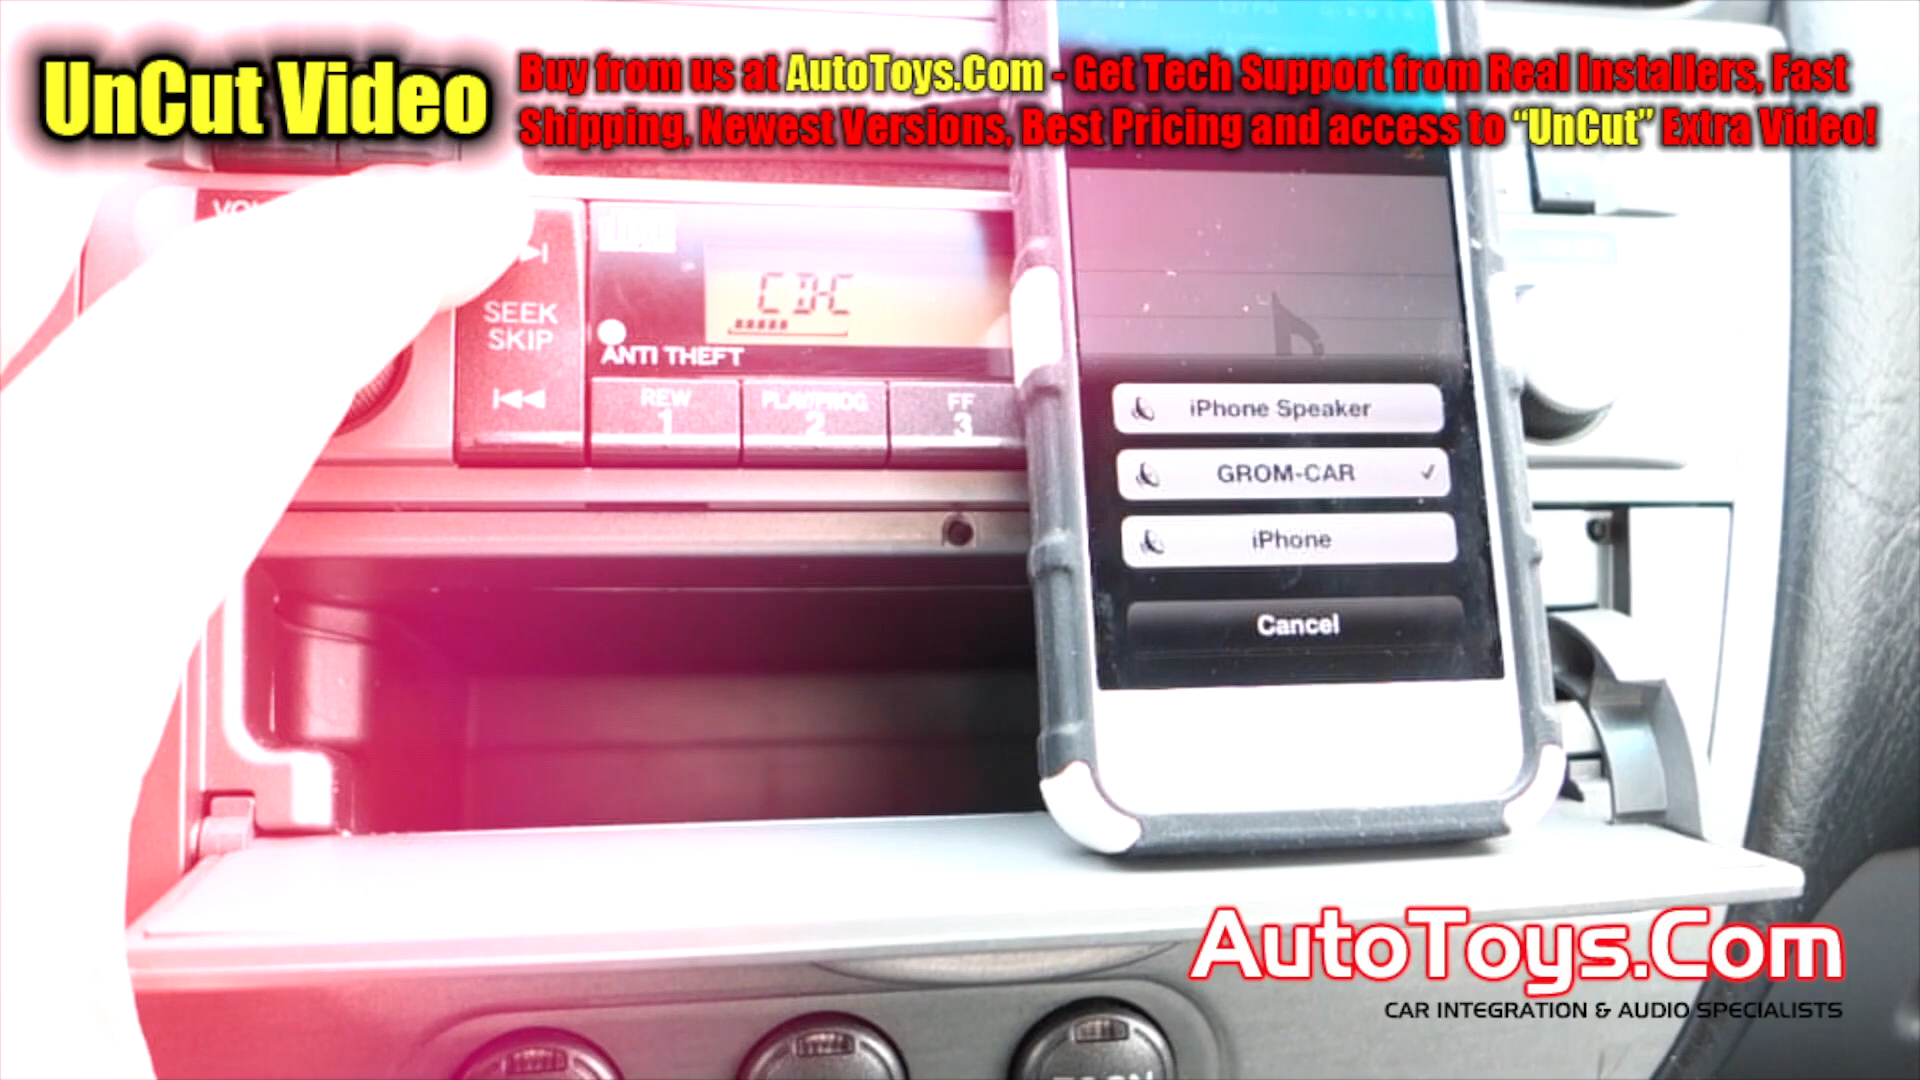 UnCut Video
Buy from us at AutoToys.Com - Get Tech Support from Real Installers, Fast
Shipping, Newest Versions, Best Pricing and access to “UnCut” Extra Video!
SEEK
SKIP
CD-C
ANTI THEFT
REW
1
PLAY/PROG
2
FF
3
iPhone Speaker
GROM-CAR
iPhone
Cancel
AutoToys.Com
CAR INTEGRATION & AUDIO SPECIALISTS